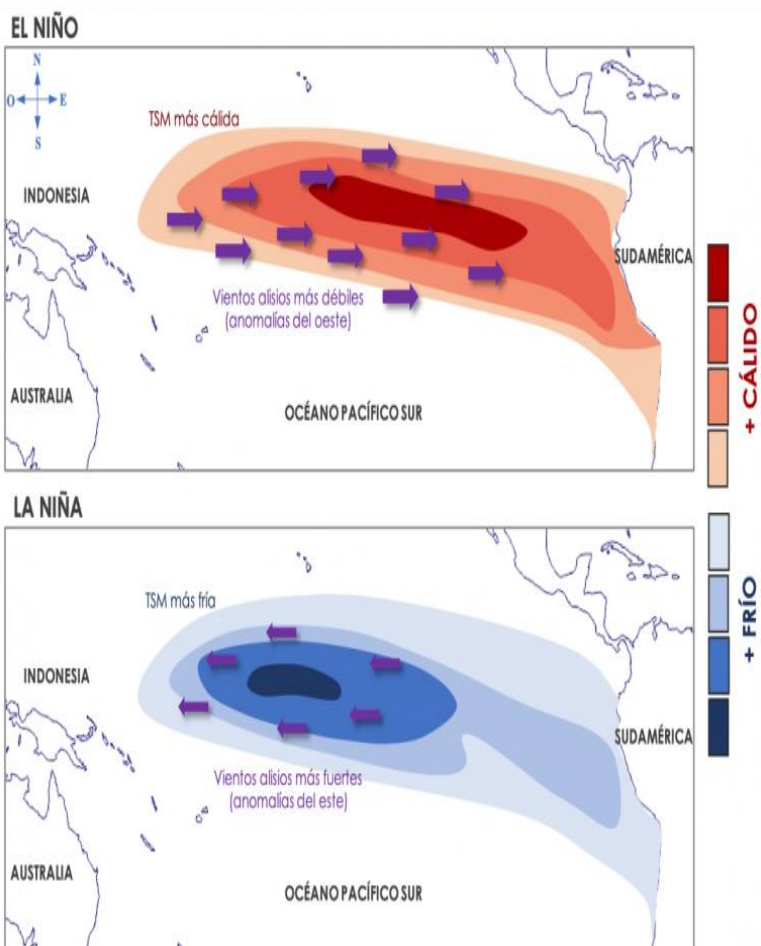 EL NIÑO
N
O E
S
TSM más cálida
INDONESIA
SUDAMÉRICA
Vientos alisios más débiles
(anomalías del oeste)
AUSTRALIA
OCÉANO PACÍFICO SUR
+ CÁLIDO
LA NIÑA
TSM más fría
INDONESIA
SUDAMÉRICA
Vientos alisios más fuertes
(anomalías del este)
AUSTRALIA
OCÉANO PACÍFICO SUR
+ FRÍO